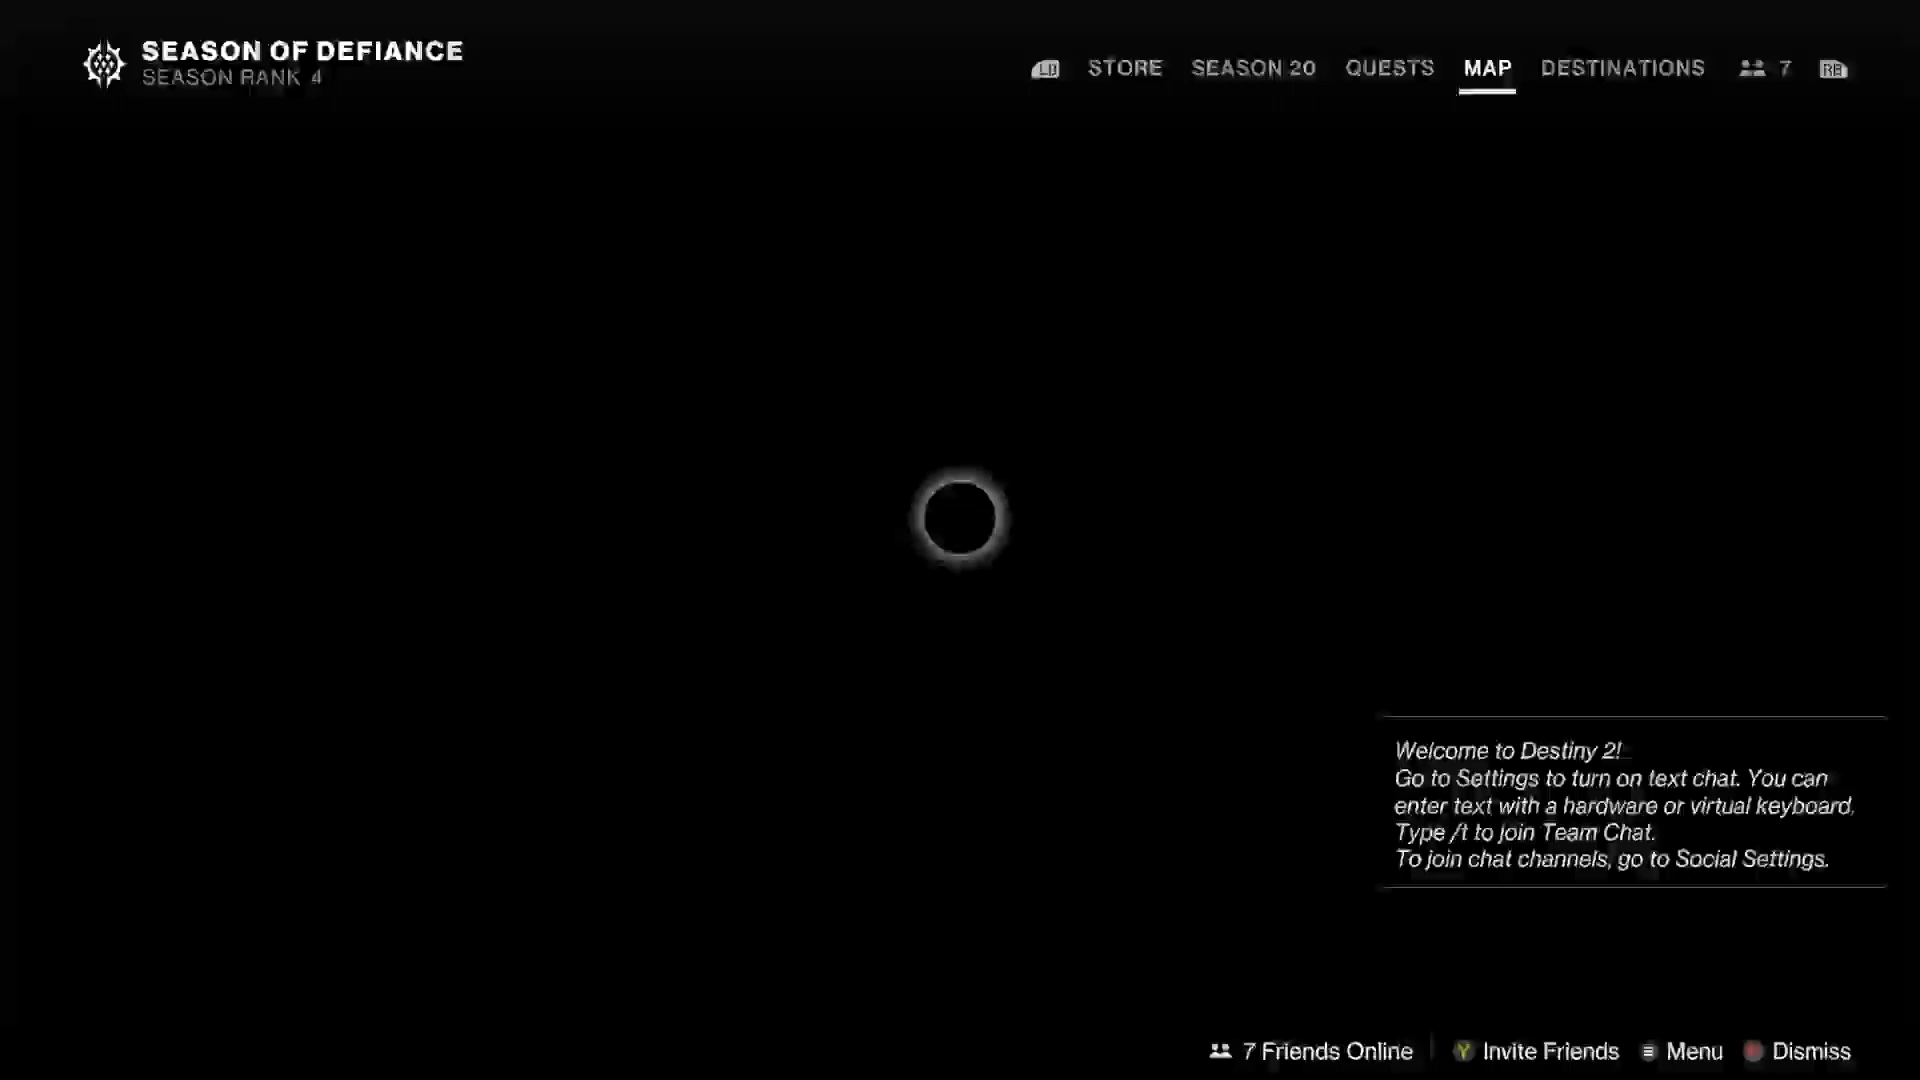 SEASON OF DEFIANCE
SEASON RANK 4
LB STORE SEASON 20 QUESTS MAP DESTINATIONS 7 RB
Welcome to Destiny 2!
Go to Settings to turn on text chat. You can
enter text with a hardware or virtual keyboard.
Type /t to join Team Chat.
To join chat channels, go to Social Settings.
7 Friends Online Y Invite Friends Menu Dismiss